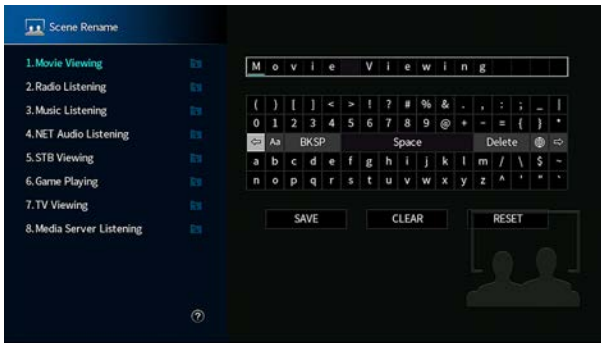 Scene Rename
1.Movie Viewing
2.Radio Listening
3.Music Listening
4.NET Audio Listening
5.STB Viewing
6.Game Playing
7.TV Viewing
8.Media Server Listening
?
Movie Viewing
( ) [ ] < > ! ? # % & . , : ; _ |
0 1 2 3 4 5 6 7 8 9 @ + - = { } *
⇦ Aa BKSP Space Delete ⇨
a b c d e f g h i j k l m / \ $ ~
n o p q r s t u v w x y z ^ ' " `
SAVE CLEAR RESET